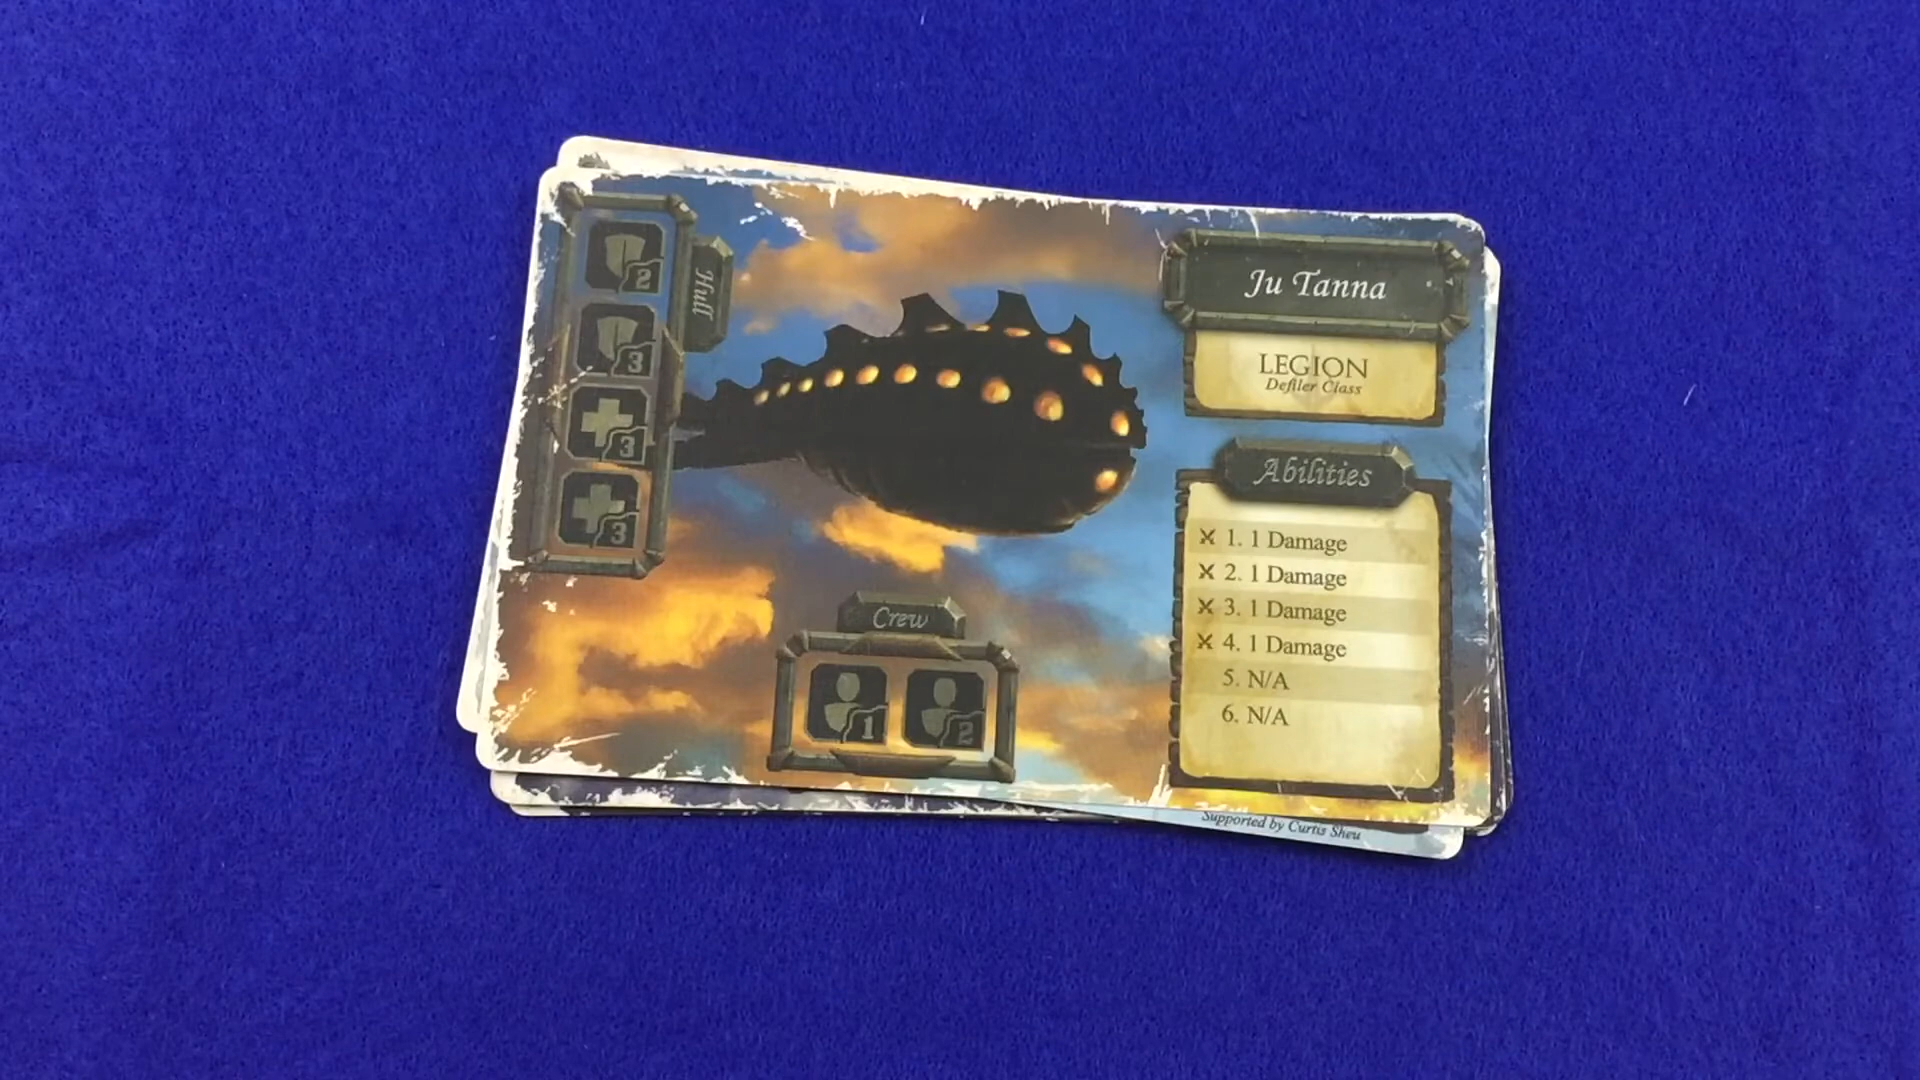 2
Hull
3
3
3
Ju Tanna
LEGION
Defiler Class
Abilities
1. 1 Damage
2. 1 Damage
3. 1 Damage
4. 1 Damage
5. N/A
6. N/A
Crew
1
2
Supported by Curtis Sheu